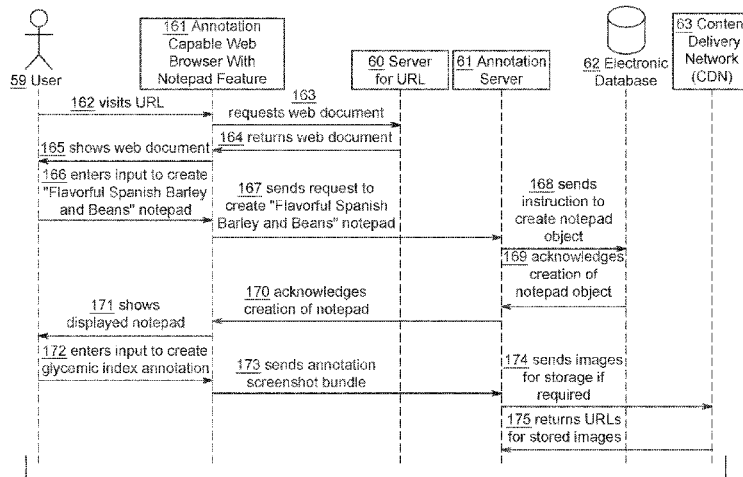 59 User
161 Annotation
Capable Web
Browser With
Notepad Feature
60 Server
for URL
61 Annotation
Server
62 Electronic
Database
63 Conten
Delivery
Network
(CDN)
162 visits URL
163
requests web document
164 returns web document
165 shows web document
166 enters input to create
"Flavorful Spanish Barley
and Beans" notepad
167 sends request to
create "Flavorful Spanish
Barley and Beans" notepad
168 sends
instruction to
create notepad
object
169 acknowledges
creation of
notepad object
170 acknowledges
creation of notepad
171 shows
displayed notepad
172 enters input to create
glycemic index annotation
173 sends annotation
screenshot bundle
174 sends images
for storage if
required
175 returns URLs
for stored images